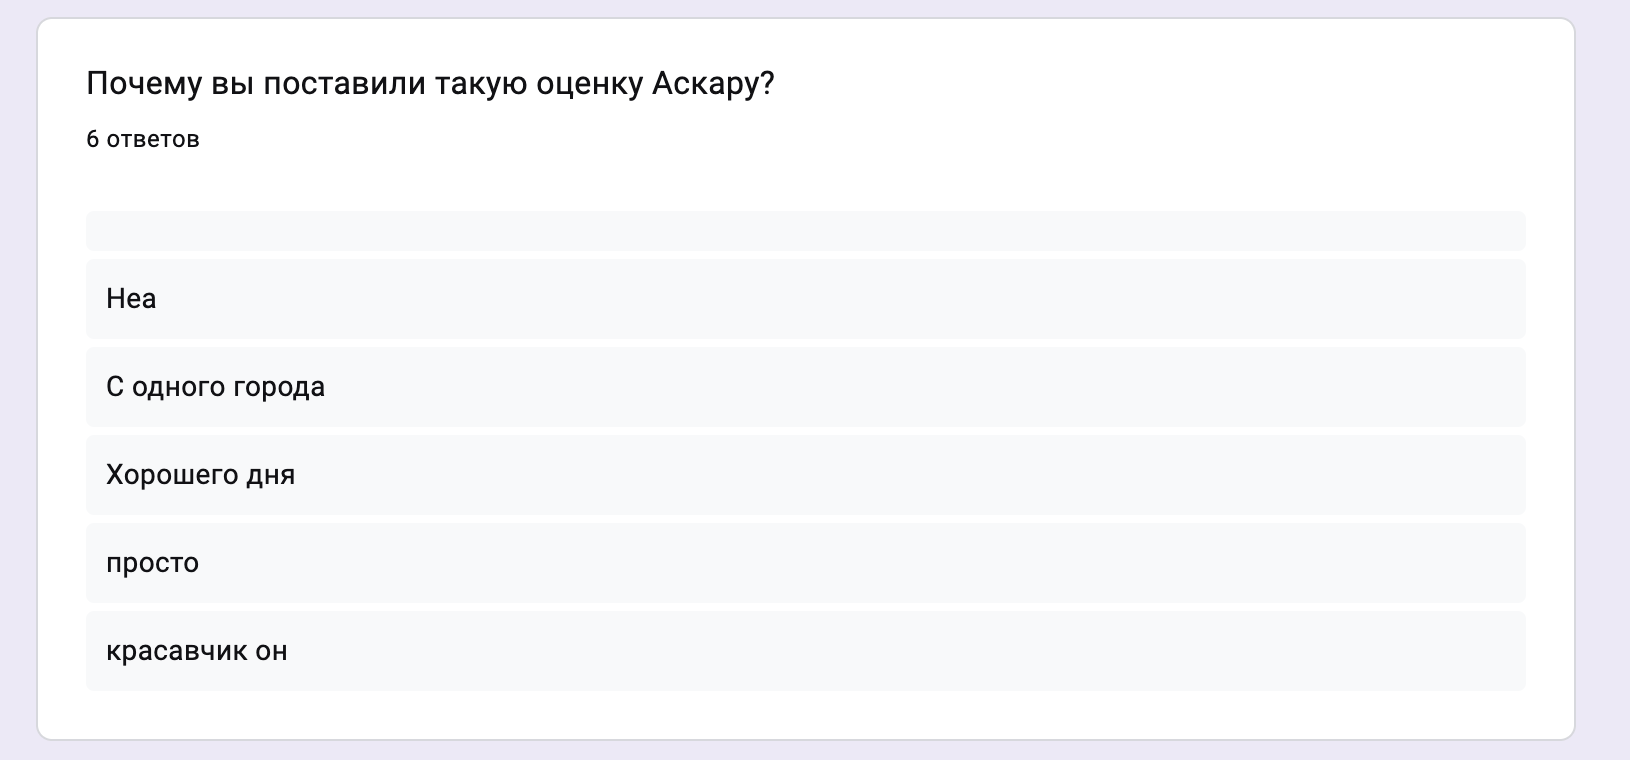 Почему вы поставили такую оценку Аскару?
6 ответов
Неа
С одного города
Хорошего дня
просто
красавчик он